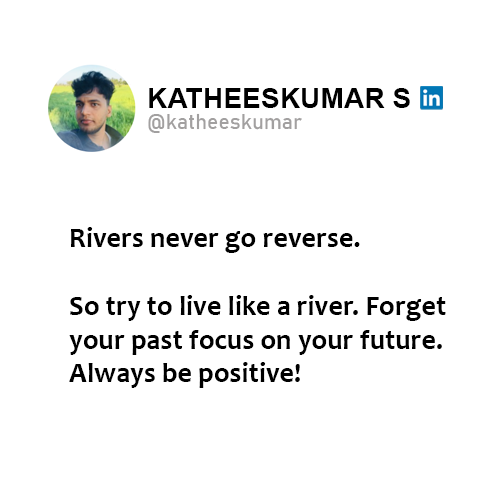 KATHEESKUMAR S in
@katheeskumar
Rivers never go reverse.
So try to live like a river. Forget
your past focus on your future.
Always be positive!